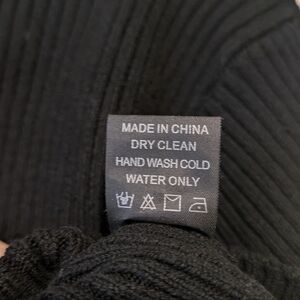 MADE IN CHINA
DRY CLEAN
HAND WASH COLD
WATER ONLY